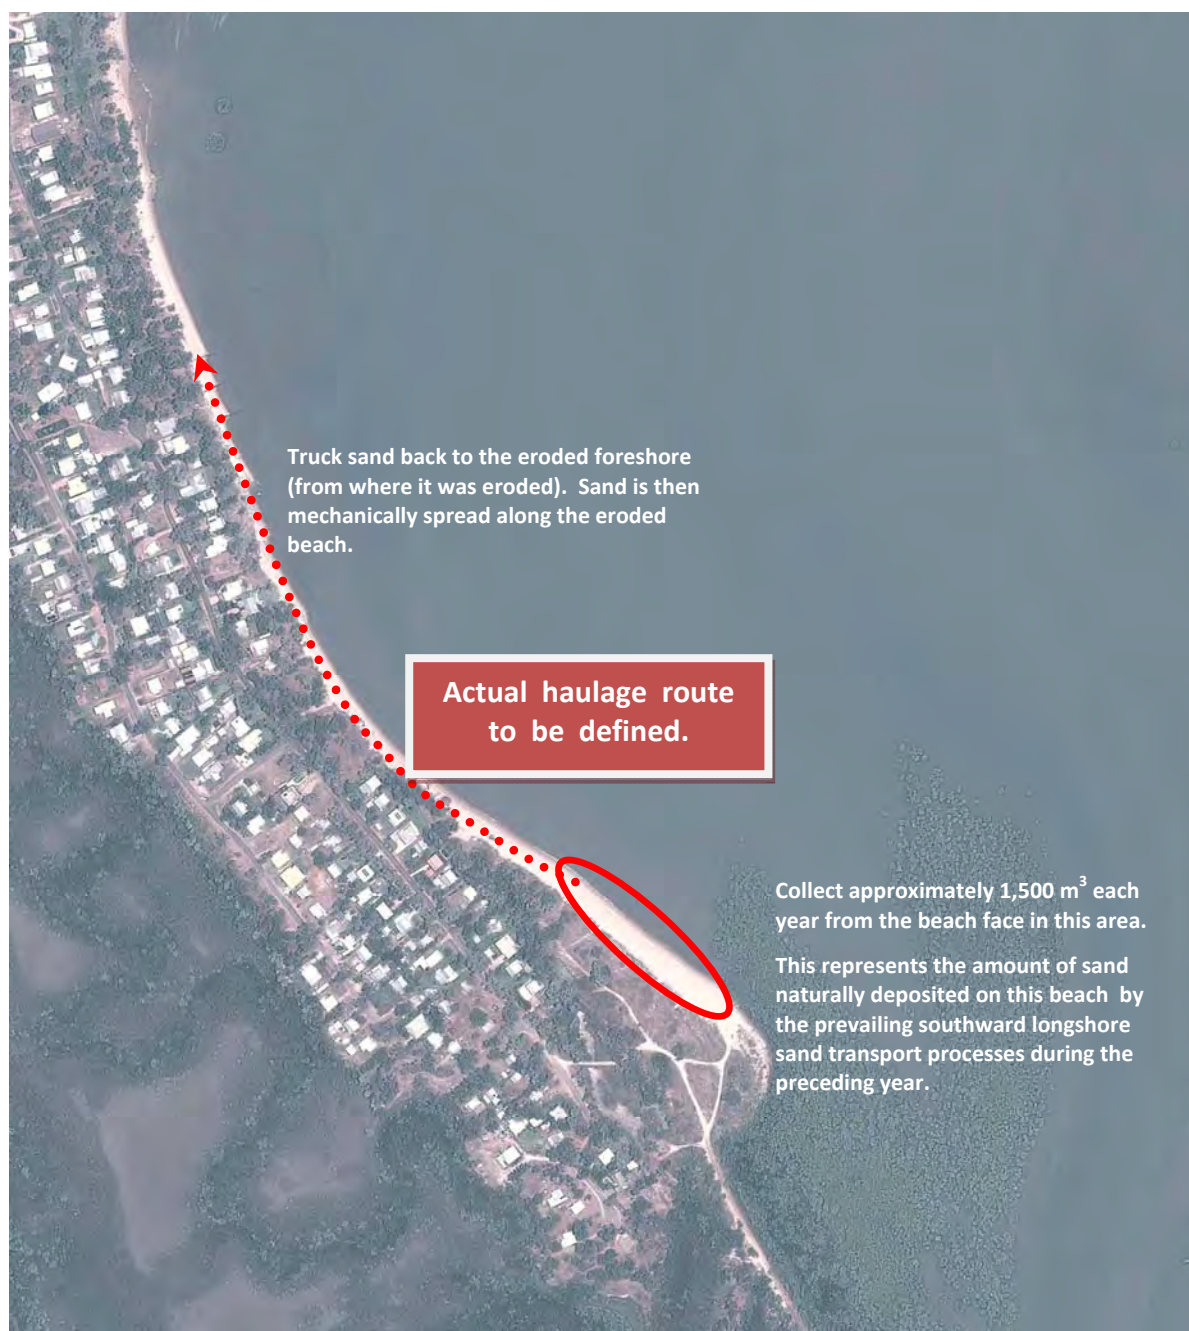 Truck sand back to the eroded foreshore
(from where it was eroded). Sand is then
mechanically spread along the eroded
beach.
Actual haulage route
to be defined.
Collect approximately 1,500 m³ each
year from the beach face in this area.
This represents the amount of sand
naturally deposited on this beach by
the prevailing southward longshore
sand transport processes during the
preceding year.